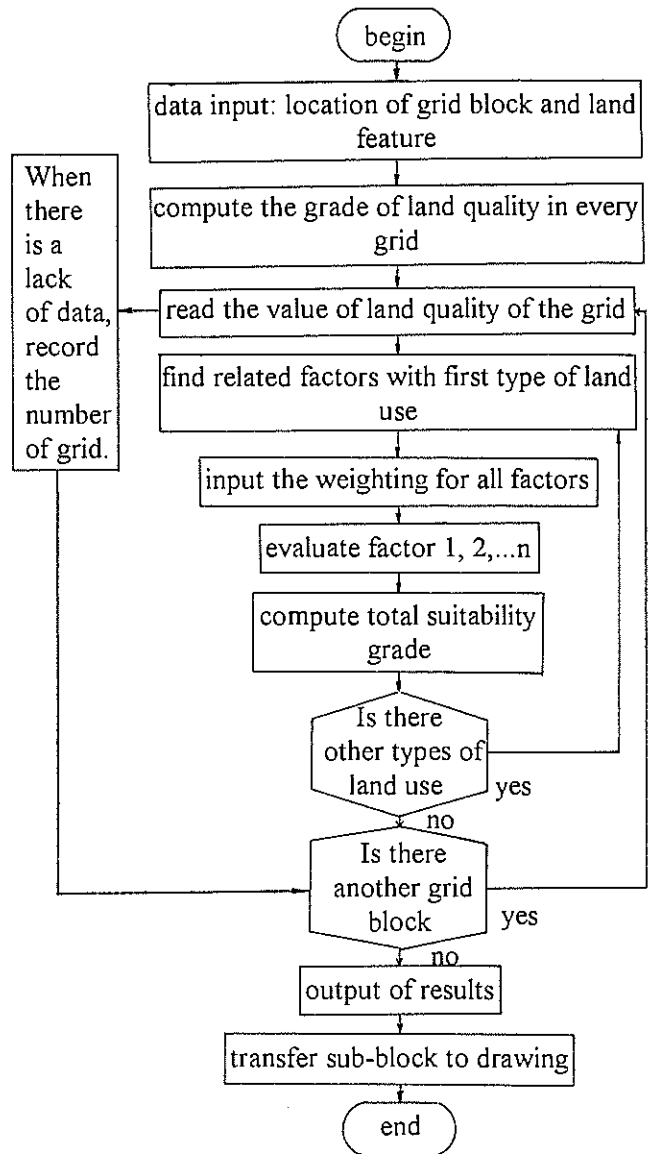 begin
data input: location of grid block and land
feature
When
there
is a
lack
of data,
record
the
number
of grid.
compute the grade of land quality in every
grid
read the value of land quality of the grid
find related factors with first type of land
use
input the weighting for all factors
evaluate factor 1, 2,...n
compute total suitability
grade
Is there
other types of
land use
yes
no
Is there
another grid
block
yes
no
output of results
transfer sub-block to drawing
end